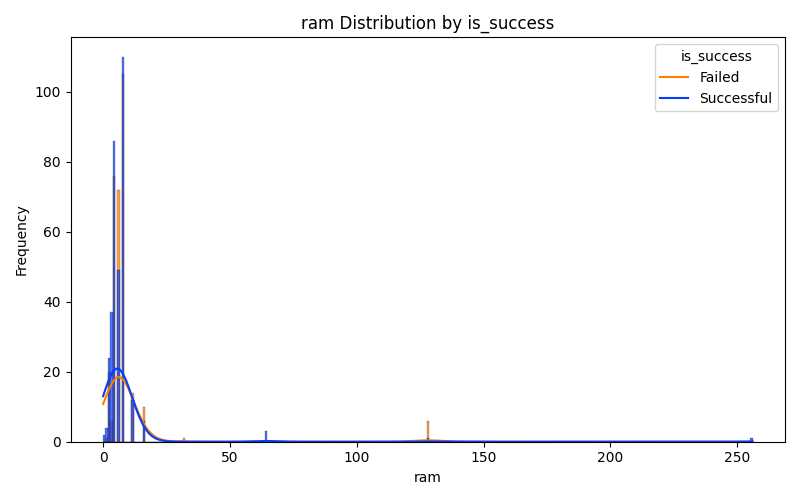 ram Distribution by is_success
is_success
Failed
Successful
Frequency
100
80
60
40
20
0
0 50 100 150 200 250
ram